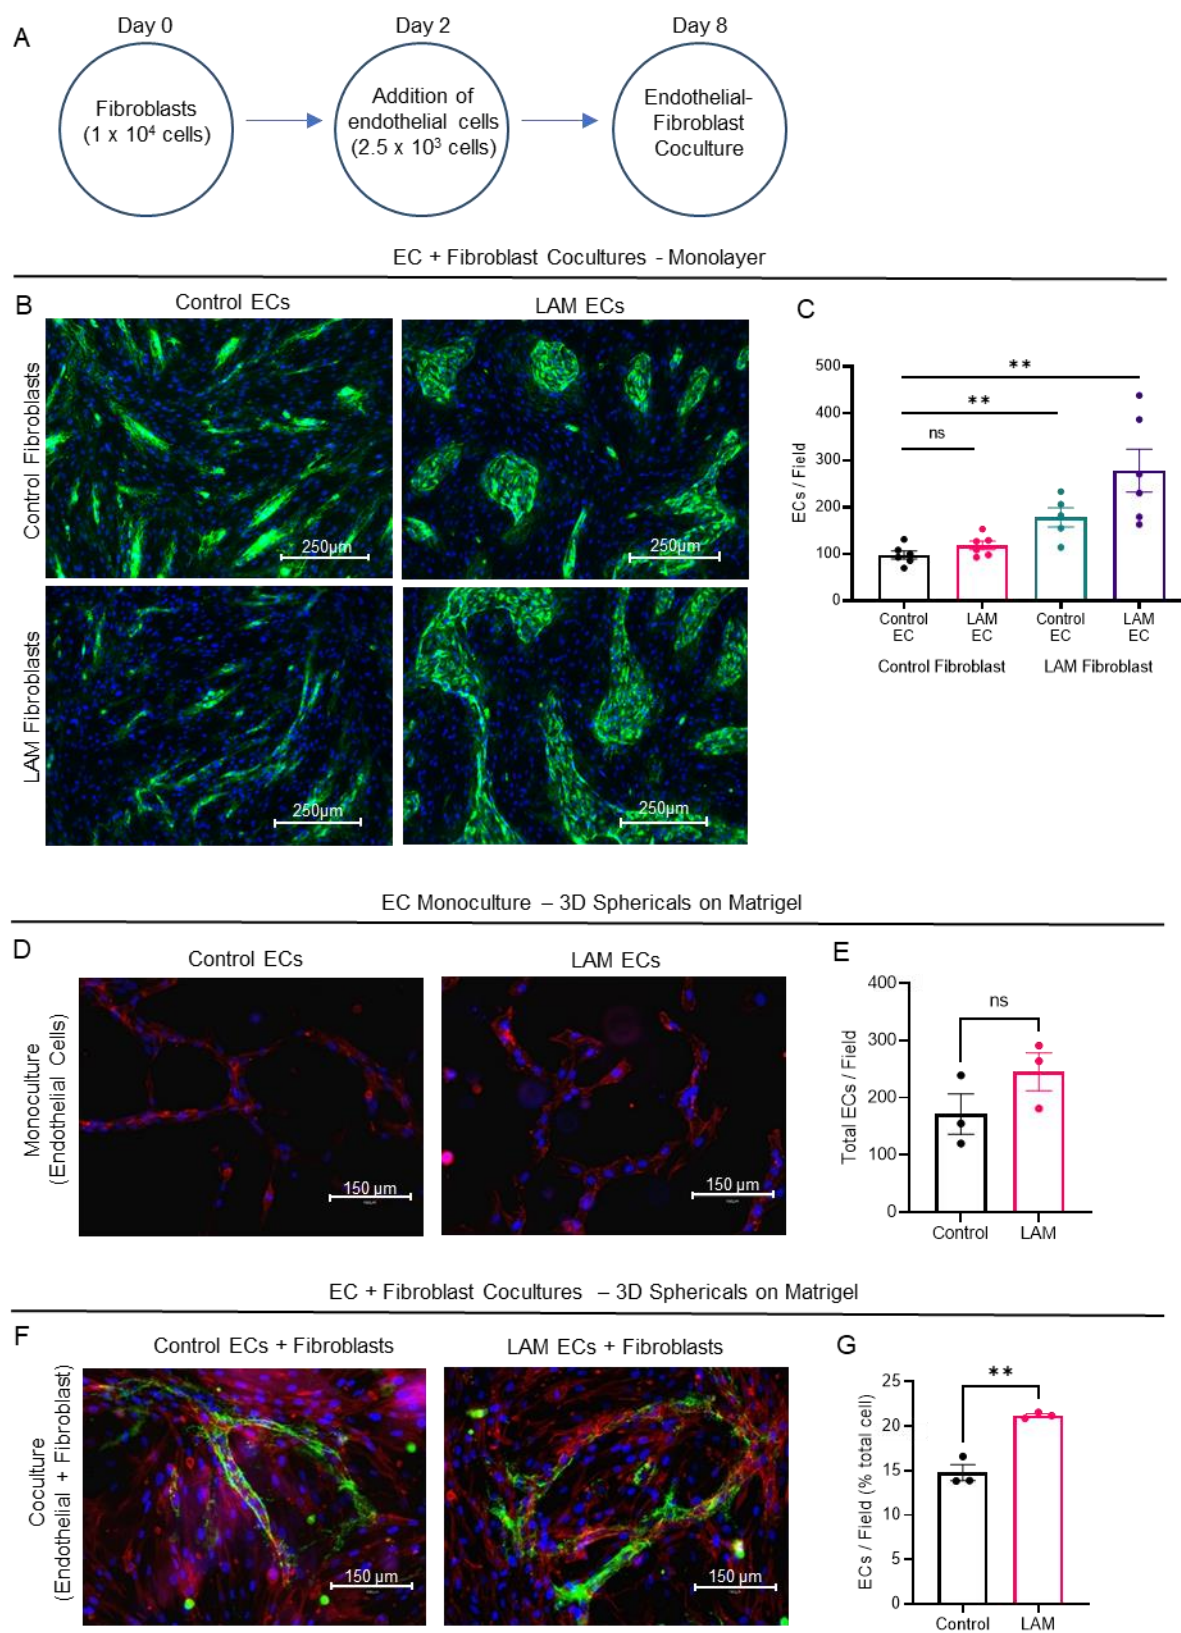 A
Day 0
Day 2
Day 8
Fibroblasts
(1 x 10⁴ cells)
Addition of
endothelial cells
(2.5 x 10³ cells)
Endothelial-
Fibroblast
Coculture
EC + Fibroblast Cocultures - Monolayer
B
Control ECs
LAM ECs
Control Fibroblasts
250µm
250µm
LAM Fibroblasts
250µm
250µm
C
ECs / Field
500
400
300
200
100
0
**
**
ns
Control
EC
LAM
EC
Control
EC
LAM
EC
Control Fibroblast
LAM Fibroblast
EC Monoculture – 3D Sphericals on Matrigel
D
Control ECs
LAM ECs
Monoculture
(Endothelial Cells)
150 µm
150 µm
E
Total ECs / Field
400
300
200
100
0
ns
Control
LAM
EC + Fibroblast Cocultures – 3D Sphericals on Matrigel
F
Control ECs + Fibroblasts
LAM ECs + Fibroblasts
Coculture
(Endothelial + Fibroblast)
150 µm
150 µm
G
ECs / Field (% total cell)
25
20
15
10
5
0
**
Control
LAM